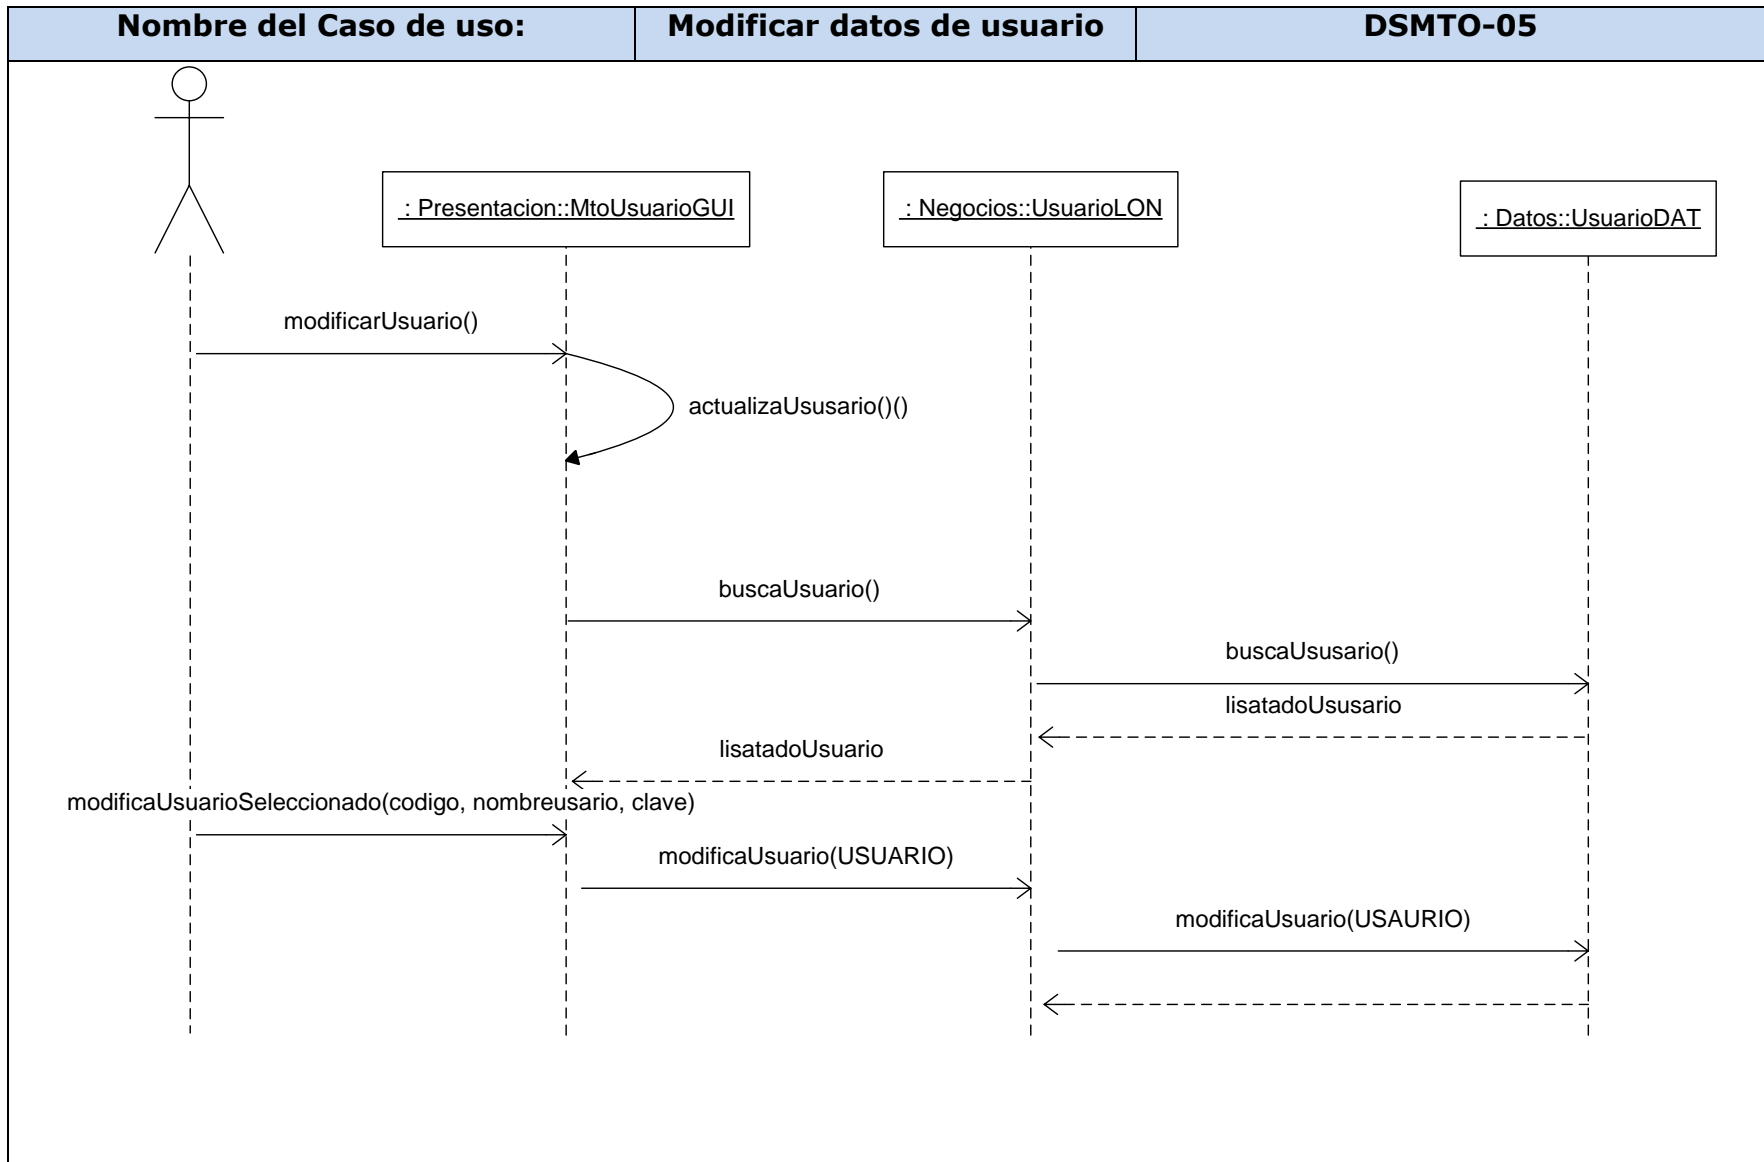 Nombre del Caso de uso: Modificar datos de usuario DSMTO-05
: Presentacion::MtoUsuarioGUI
: Negocios::UsuarioLON
: Datos::UsuarioDAT
modificarUsuario()
actualizaUsusario()()
buscaUsuario()
buscaUsusario()
lisatadoUsusario
lisatadoUsuario
modificaUsuarioSeleccionado(codigo, nombreusario, clave)
modificaUsuario(USUARIO)
modificaUsuario(USAURIO)